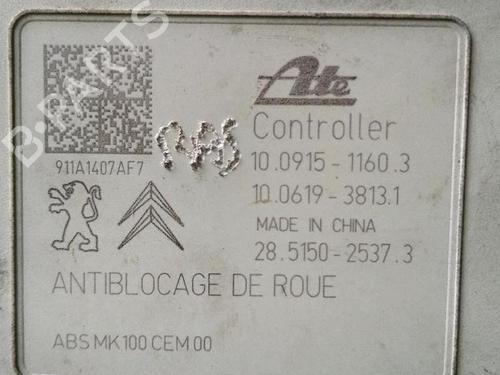 Ate
Controller
10.0915-1160.3
10.0619-3813.1
MADE IN CHINA
28.5150-2537.3
911A1407AF7
ANTIBLOCAGE DE ROUE
ABS MK100 CEM 00
B-PARTS